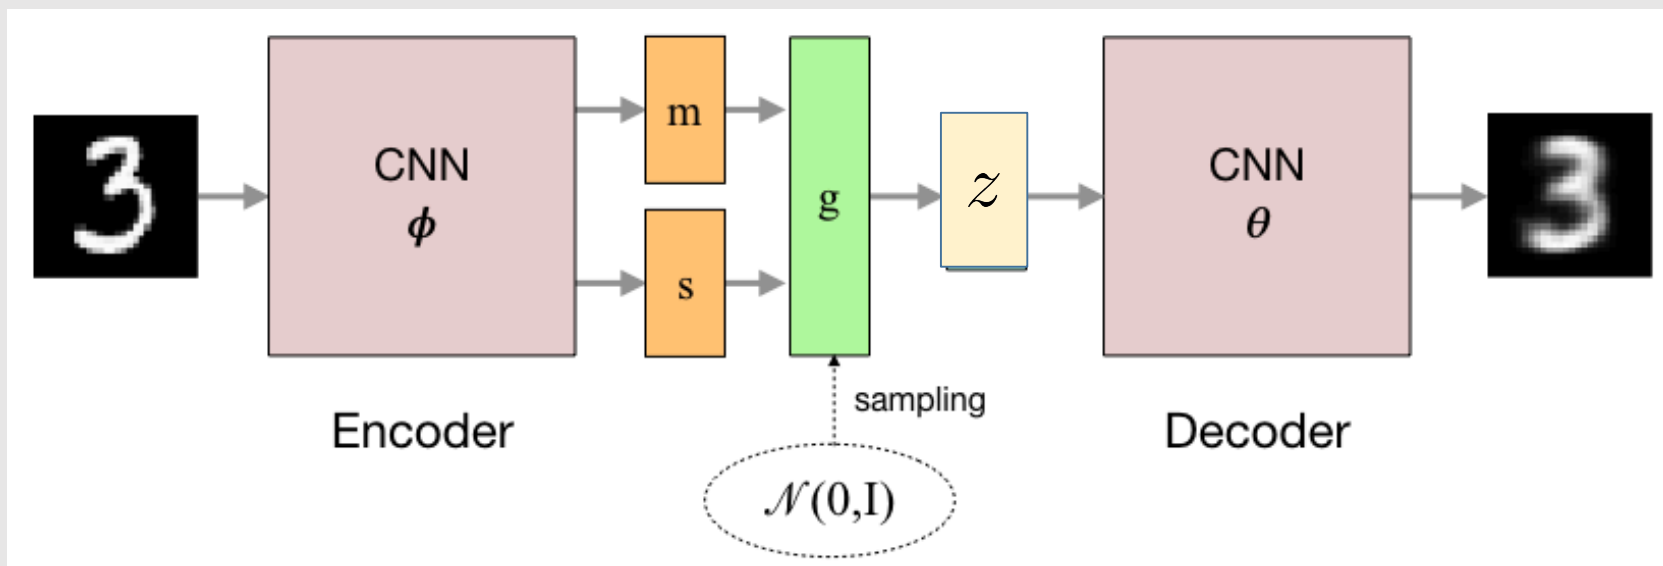 CNN
ϕ
Encoder
m
s
g
sampling
𝒩(0,I)
z
CNN
θ
Decoder
3
3